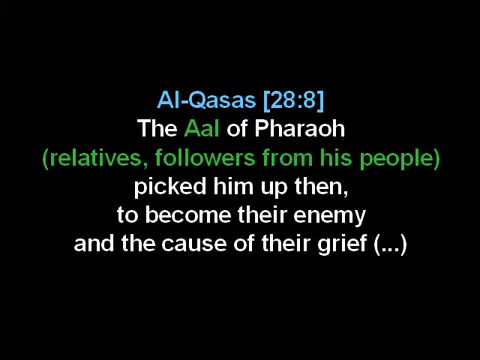 Al-Qasas [28:8]
The Aal of Pharaoh
(relatives, followers from his people)
picked him up then,
to become their enemy
and the cause of their grief (...)